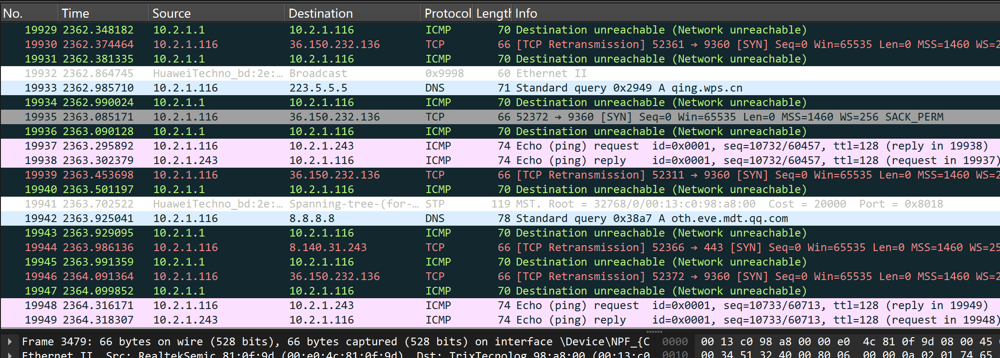 No. Time Source Destination Protocol Length Info
19929 2362.348182 10.2.1.1 10.2.1.116 ICMP 70 Destination unreachable (Network unreachable)
19930 2362.374464 10.2.1.116 36.150.232.136 TCP 66 [TCP Retransmission] 52361 → 9360 [SYN] Seq=0 Win=65535 Len=0 MSS=1460 WS=2
19931 2362.381335 10.2.1.1 10.2.1.116 ICMP 70 Destination unreachable (Network unreachable)
19932 2362.864745 HuaweiTechno_bd:2e:… Broadcast 0x9998 60 Ethernet II
19933 2362.985710 10.2.1.116 223.5.5.5 DNS 71 Standard query 0x2949 A qing.wps.cn
19934 2362.990024 10.2.1.1 10.2.1.116 ICMP 70 Destination unreachable (Network unreachable)
19935 2363.085171 10.2.1.116 36.150.232.136 TCP 66 52372 → 9360 [SYN] Seq=0 Win=65535 Len=0 MSS=1460 WS=256 SACK_PERM
19936 2363.090128 10.2.1.1 10.2.1.116 ICMP 70 Destination unreachable (Network unreachable)
19937 2363.295892 10.2.1.116 10.2.1.243 ICMP 74 Echo (ping) request id=0x0001, seq=10732/60457, ttl=128 (reply in 19938)
19938 2363.302379 10.2.1.243 10.2.1.116 ICMP 74 Echo (ping) reply id=0x0001, seq=10732/60457, ttl=128 (request in 19937)
19939 2363.453698 10.2.1.116 36.150.232.136 TCP 66 [TCP Retransmission] 52311 → 9360 [SYN] Seq=0 Win=65535 Len=0 MSS=1460 WS=2
19940 2363.501197 10.2.1.1 10.2.1.116 ICMP 70 Destination unreachable (Network unreachable)
19941 2363.702522 HuaweiTechno_bd:2e:… Spanning-tree-(for-… STP 119 MST. Root = 32768/0/00:13:c0:98:a8:00 Cost = 20000 Port = 0x8018
19942 2363.925041 10.2.1.116 8.8.8.8 DNS 78 Standard query 0x38a7 A oth.eve.mdt.qq.com
19943 2363.929095 10.2.1.1 10.2.1.116 ICMP 70 Destination unreachable (Network unreachable)
19944 2363.986136 10.2.1.116 8.140.31.243 TCP 66 [TCP Retransmission] 52366 → 443 [SYN] Seq=0 Win=65535 Len=0 MSS=1460 WS=25
19945 2363.991359 10.2.1.1 10.2.1.116 ICMP 70 Destination unreachable (Network unreachable)
19946 2364.091364 10.2.1.116 36.150.232.136 TCP 66 [TCP Retransmission] 52372 → 9360 [SYN] Seq=0 Win=65535 Len=0 MSS=1460 WS=2
19947 2364.099852 10.2.1.1 10.2.1.116 ICMP 70 Destination unreachable (Network unreachable)
19948 2364.316171 10.2.1.116 10.2.1.243 ICMP 74 Echo (ping) request id=0x0001, seq=10733/60713, ttl=128 (reply in 19949)
19949 2364.318307 10.2.1.243 10.2.1.116 ICMP 74 Echo (ping) reply id=0x0001, seq=10733/60713, ttl=128 (request in 19948)
Frame 3479: 66 bytes on wire (528 bits), 66 bytes captured (528 bits) on interface \Device\NPF_{C 0000 00 13 c0 98 a8 00 00 e0 4c 81 0f 9d 08 00 45
Ethernet II, Src: RealtekSemic_81:0f:9d (00:e0:4c:81:0f:9d), Dst: TrixTecnolog_98:a8:00 (00:13:c0 0010 00 34 51 32 40 00 80 06 00 00 0a 02 01 74 65